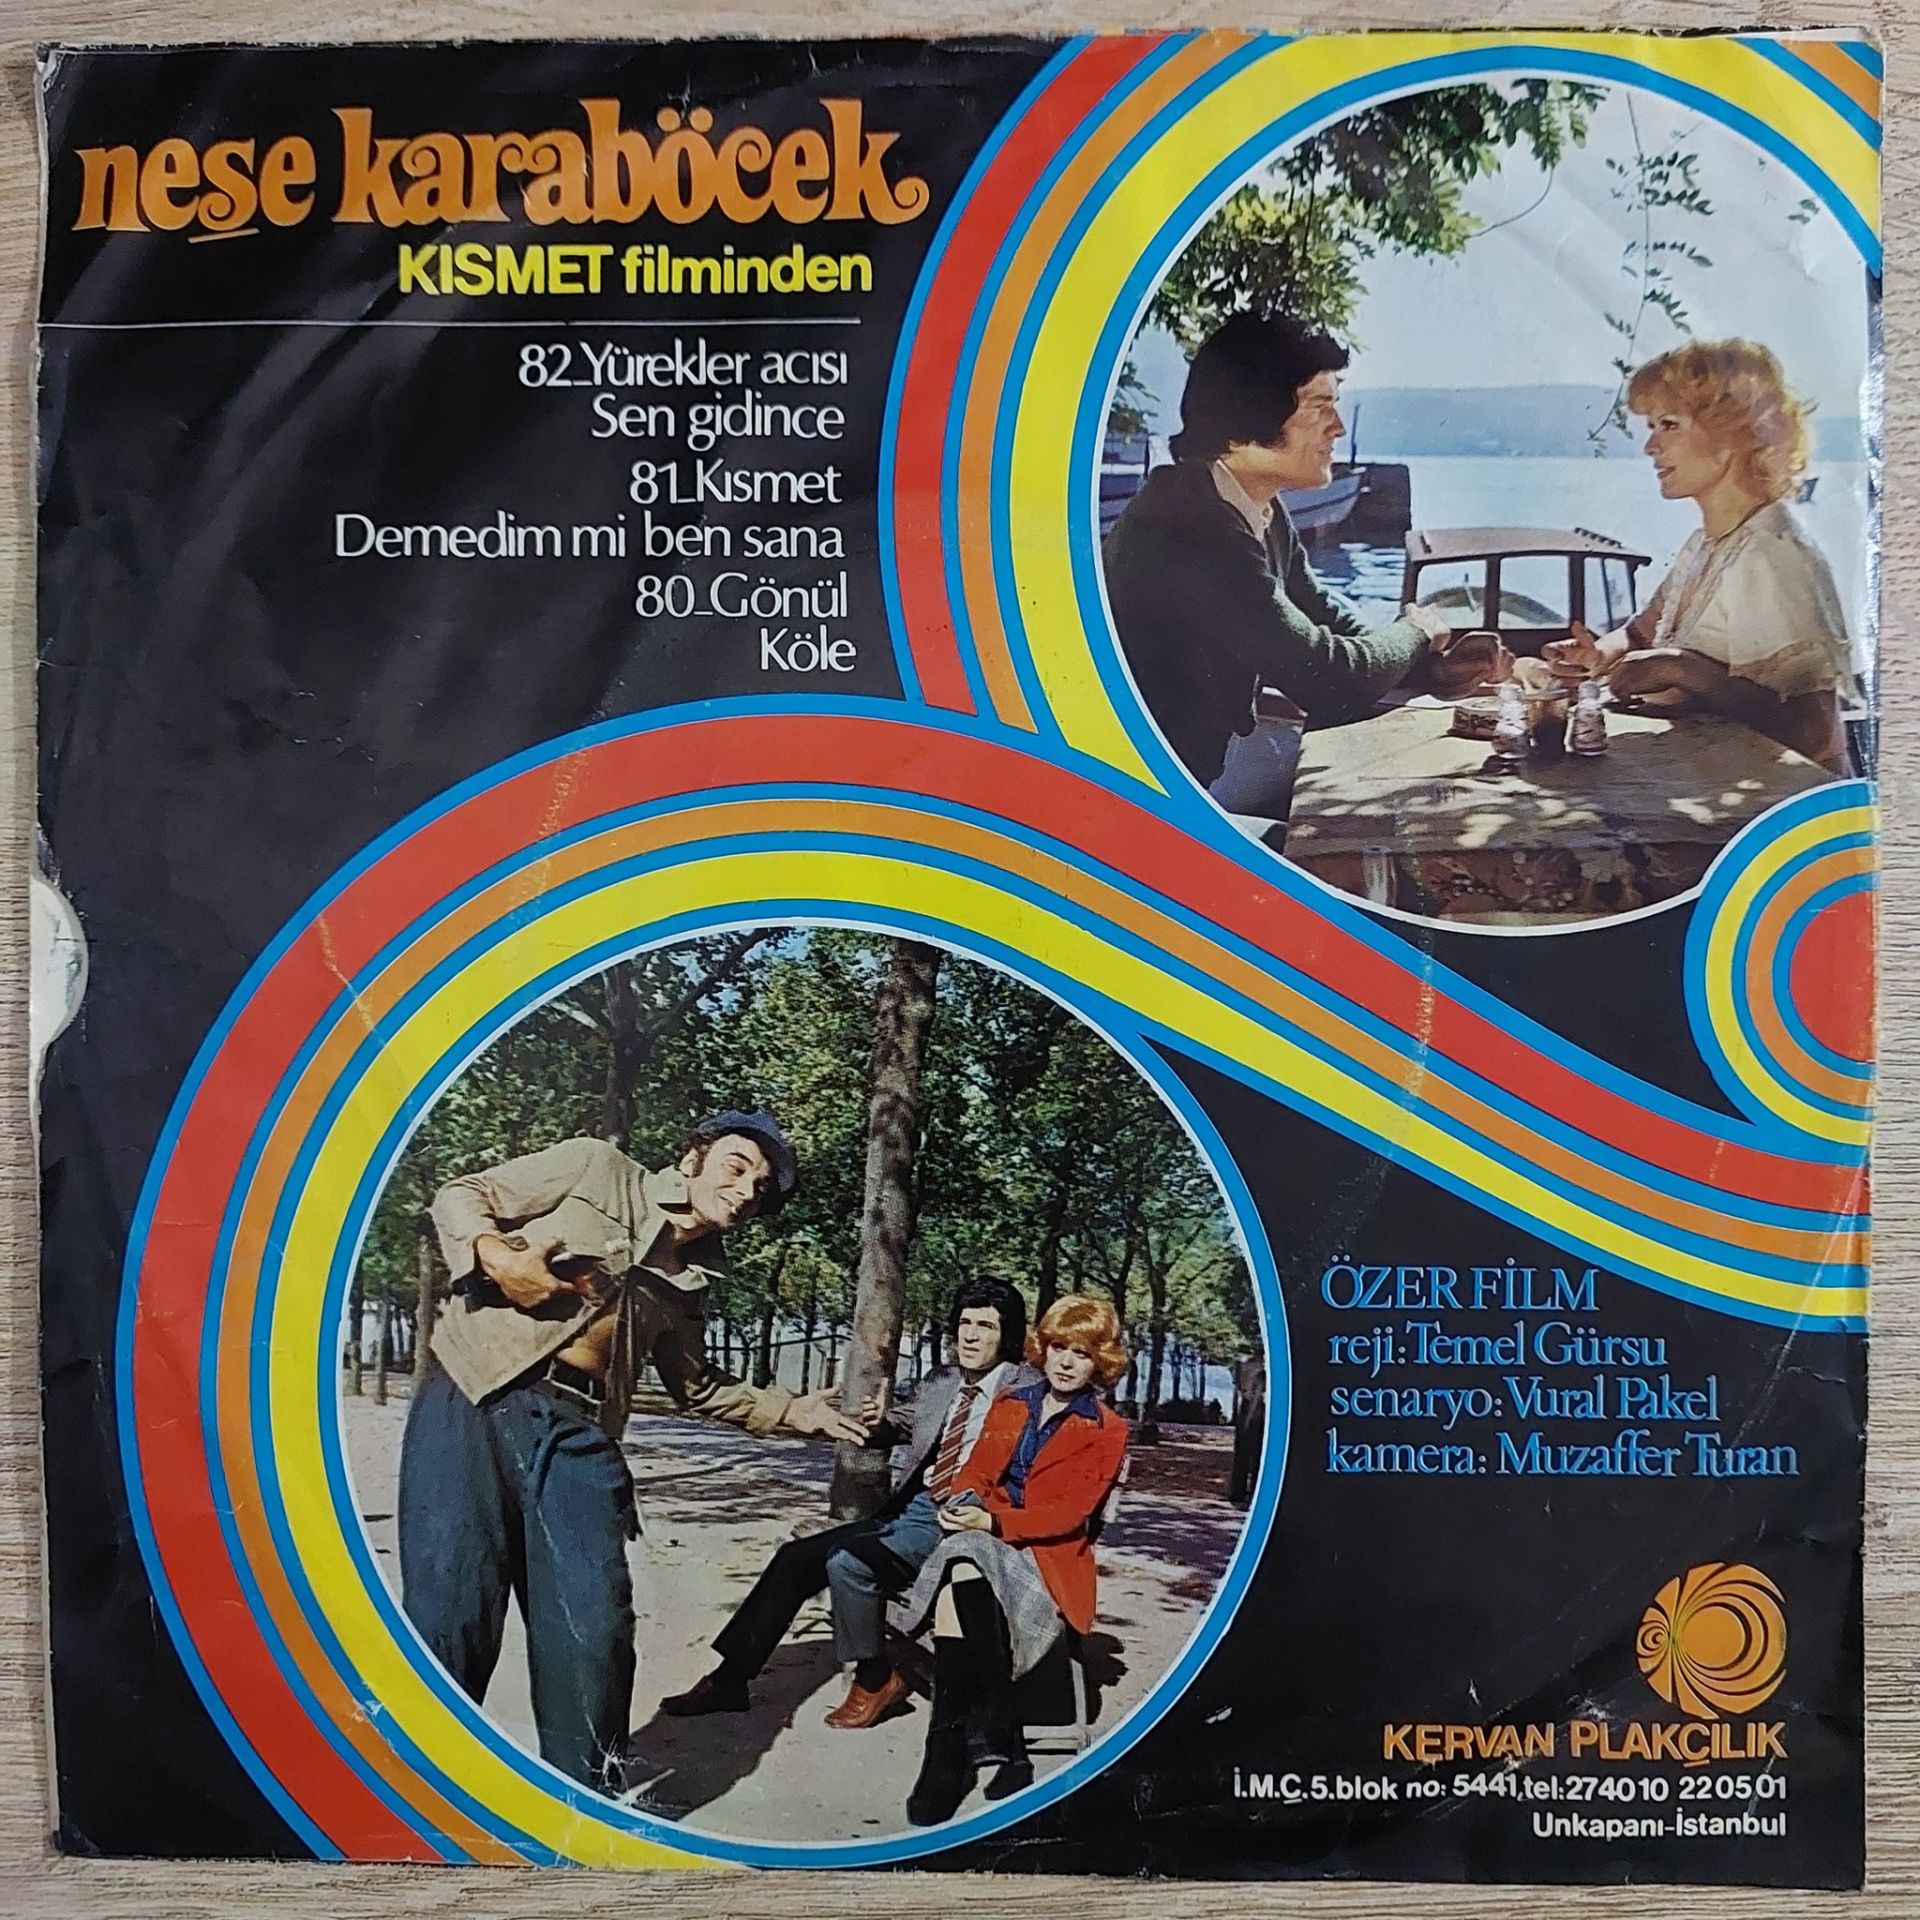 neşe karaböcek
KISMET filminden
82_Yürekler acısı
Sen gidince
81_Kısmet
Demedim mi ben sana
80_Gönül
Köle
ÖZER FİLM
reji: Temel Gürsu
senaryo: Vural Pakel
kamera: Muzaffer Turan
KERVAN PLAKÇILIK
İ.M.Ç.5.blok no: 5441,tel:274010 220501
Unkapanı-İstanbul